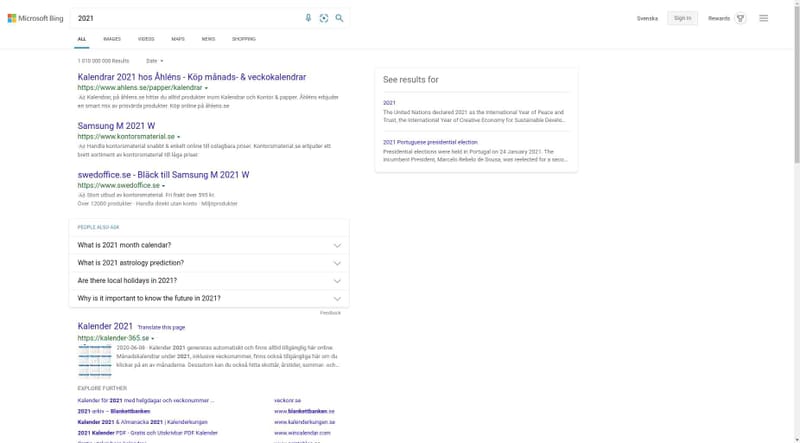 Microsoft Bing
2021
Svenska
Sign in
Rewards
ALL
IMAGES
VIDEOS
MAPS
NEWS
SHOPPING
1 010 000 000 Results
Date
Kalendrar 2021 hos Åhléns - Köp månads- & veckokalendrar
https://www.ahlens.se/papper/kalendrar
Ad Kalendrar, på åhlens.se hittar du alltid produkter inom Kalendrar och Kontor & papper. Åhléns erbjuder
en smart mix av prisvärda produkter. Köp online på åhlens.se
Samsung M 2021 W
https://www.kontorsmaterial.se
Ad Handla kontorsmaterial snabbt & enkelt online till oslagbara priser. Kontorsmaterial.se erbjuder ett
brett sortiment av kontorsmaterial till låga priser.
swedoffice.se - Bläck till Samsung M 2021 W
https://www.swedoffice.se
Ad Stort utbud av kontorsmaterial. Fri frakt över 595 kr.
Över 12000 produkter · Handla direkt utan konto · Miljöprodukter
PEOPLE ALSO ASK
What is 2021 month calendar?
What is 2021 astrology prediction?
Are there local holidays in 2021?
Why is it important to know the future in 2021?
Feedback
Kalender 2021 Translate this page
https://kalender-365.se
2020-06-08 · Kalender 2021 genereras automatiskt och finns alltid tillgänglig här online.
Månadskalendrar under 2021, inklusive veckonummer, finns också tillgängliga här om du
klickar på en av månaderna. Dessutom kan du också hitta skottår, årstider, sommar- och...
EXPLORE FURTHER
Kalender för 2021 med helgdagar och veckonummer ...
veckonr.se
2021 arkiv – Blankettbanken
www.blankettbanken.se
Kalender 2021 & Almanacka 2021 | Kalenderkungen
www.kalenderkungen.se
2021 Kalender PDF - Gratis och Utskrivbar PDF Kalender
www.wincalendar.com
See results for
2021
The United Nations declared 2021 as the International Year of Peace and
Trust, the International Year of Creative Economy for Sustainable Develo...
2021 Portuguese presidential election
Presidential elections were held in Portugal on 24 January 2021. The
incumbent President, Marcelo Rebelo de Sousa, was reelected for a seco...